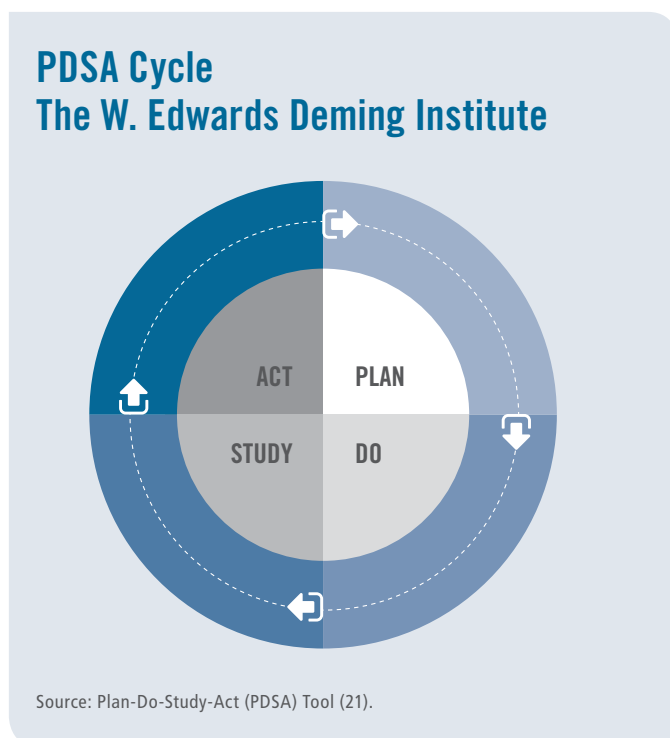 PDSA Cycle
The W. Edwards Deming Institute
ACT PLAN
STUDY DO
Source: Plan-Do-Study-Act (PDSA) Tool (21).